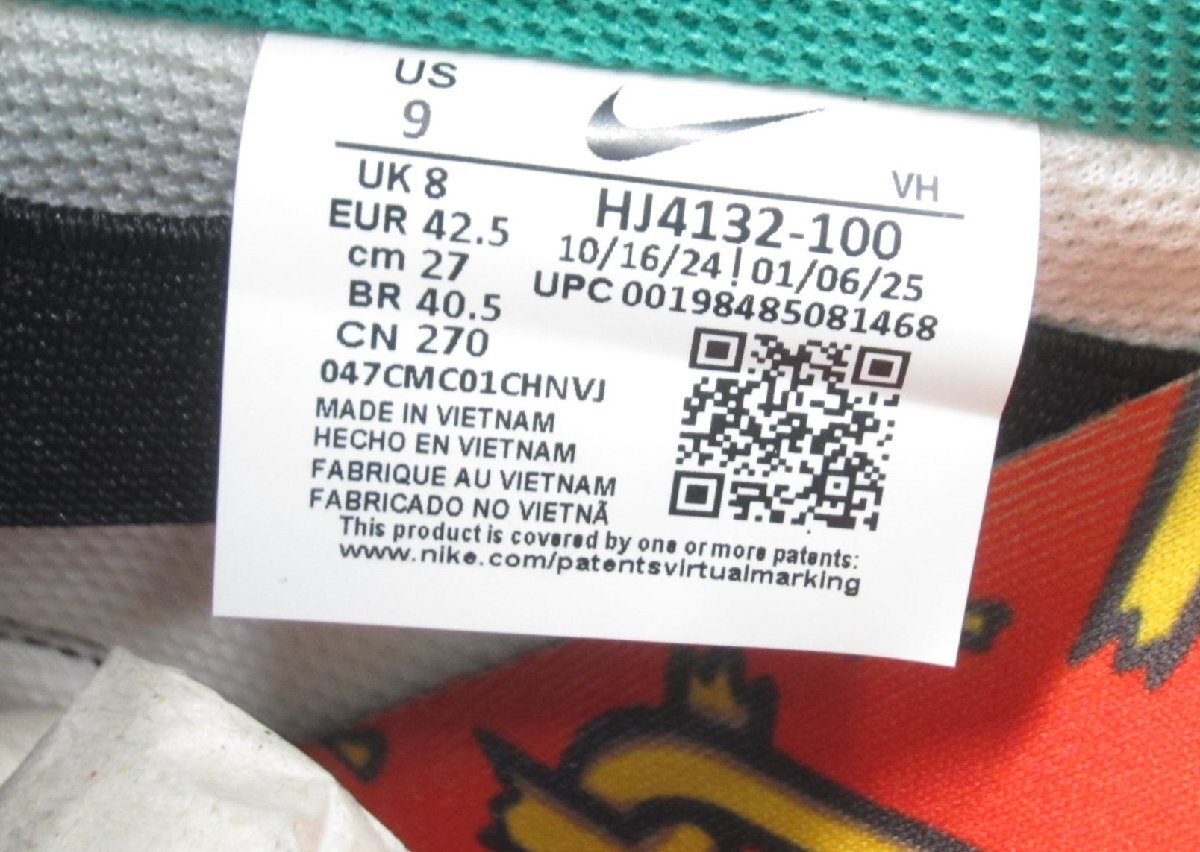 US
9
VH
UK 8
EUR 42.5
cm 27
BR 40.5
CN 270
HJ4132-100
10/16/24 | 01/06/25
UPC 00198485081468
047CMC01CHNVJ
MADE IN VIETNAM
HECHO EN VIETNAM
FABRIQUE AU VIETNAM
FABRICADO NO VIETNÃ
This product is covered by one or more patents:
www.nike.com/patentsvirtualmarking